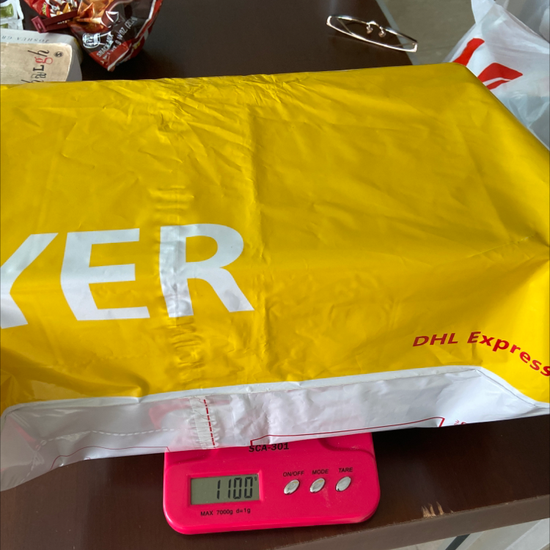 YER
DHL Express
SCA-301
ON/OFF MODE TARE
1100
MAX 7000g d=1g